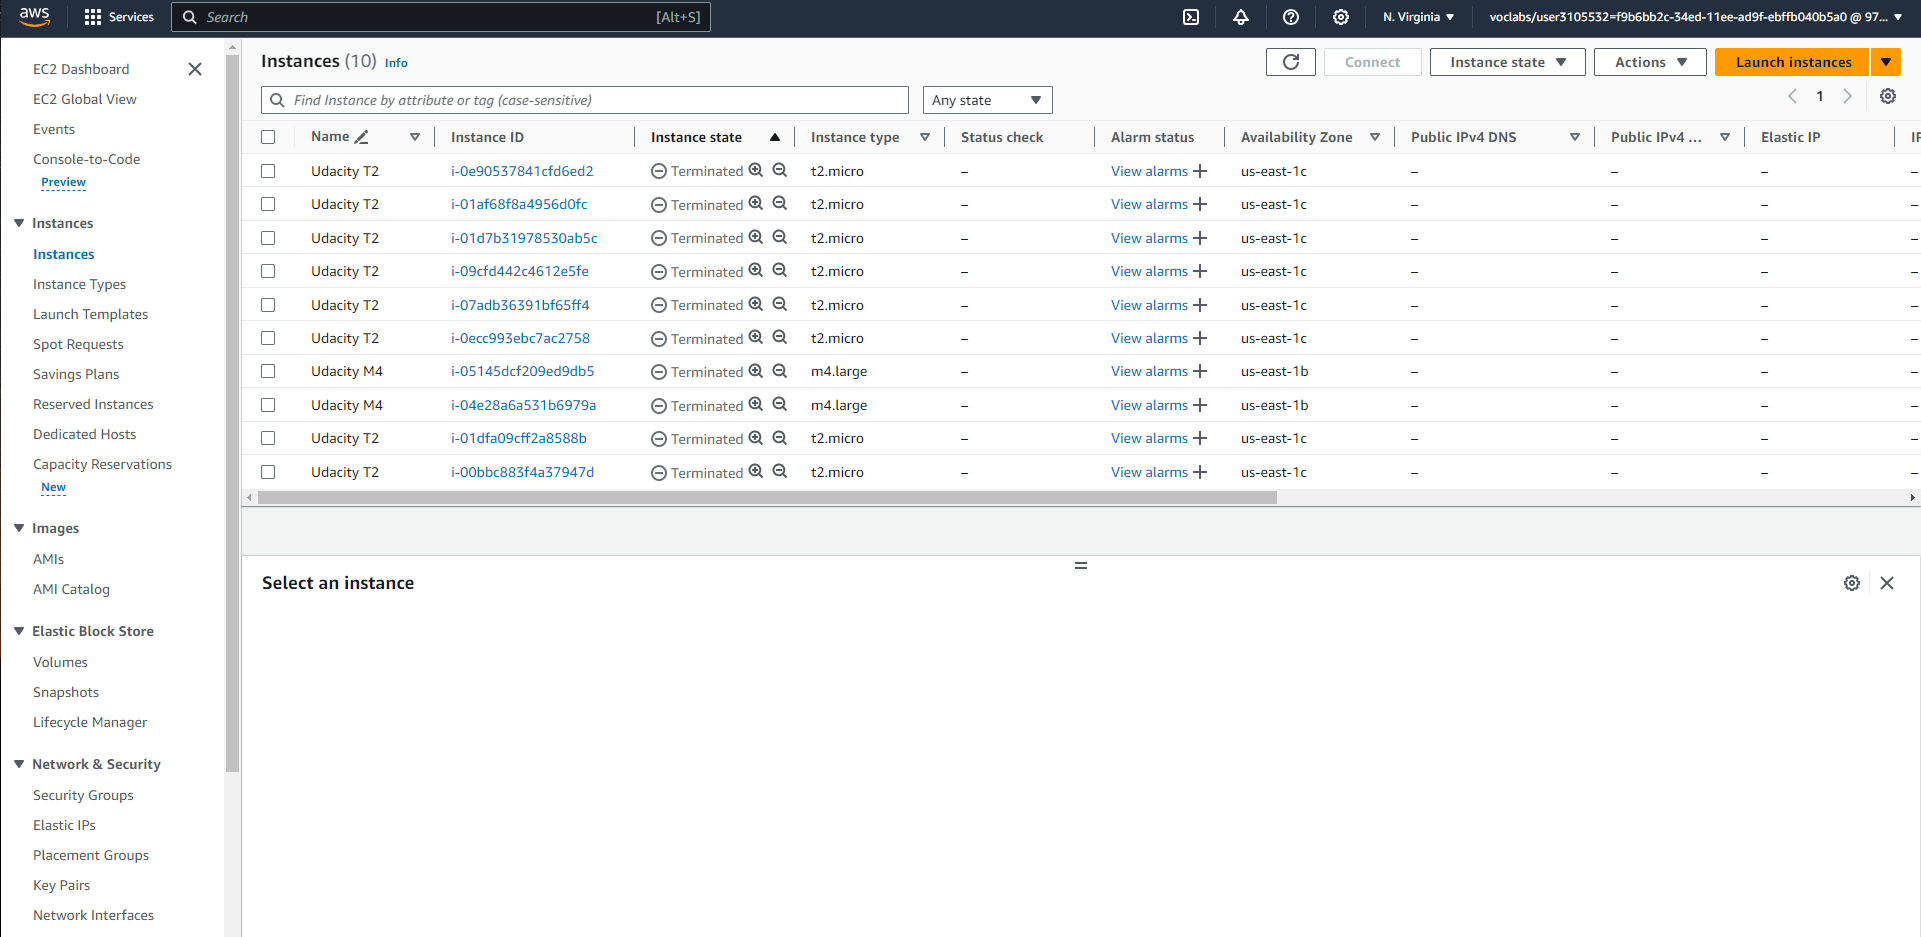 aws
Services
Search [Alt+S]
N. Virginia
voclabs/user3105532=f9b6bb2c-34ed-11ee-ad9f-ebffb040b5a0 @ 97...
EC2 Dashboard
EC2 Global View
Events
Console-to-Code
Preview
Instances
Instances
Instance Types
Launch Templates
Spot Requests
Savings Plans
Reserved Instances
Dedicated Hosts
Capacity Reservations
New
Images
AMIs
AMI Catalog
Elastic Block Store
Volumes
Snapshots
Lifecycle Manager
Network & Security
Security Groups
Elastic IPs
Placement Groups
Key Pairs
Network Interfaces
Instances (10) Info
Connect
Instance state
Actions
Launch instances
Find Instance by attribute or tag (case-sensitive)
Any state
1
Name Instance ID Instance state Instance type Status check Alarm status Availability Zone Public IPv4 DNS Public IPv4 ... Elastic IP IP
Udacity T2 i-0e90537841cfd6ed2 Terminated t2.micro – View alarms + us-east-1c – – – –
Udacity T2 i-01af68f8a4956d0fc Terminated t2.micro – View alarms + us-east-1c – – – –
Udacity T2 i-01d7b31978530ab5c Terminated t2.micro – View alarms + us-east-1c – – – –
Udacity T2 i-09cfd442c4612e5fe Terminated t2.micro – View alarms + us-east-1c – – – –
Udacity T2 i-07adb36391bf65ff4 Terminated t2.micro – View alarms + us-east-1c – – – –
Udacity T2 i-0ecc993ebc7ac2758 Terminated t2.micro – View alarms + us-east-1c – – – –
Udacity M4 i-05145dcf209ed9db5 Terminated m4.large – View alarms + us-east-1b – – – –
Udacity M4 i-04e28a6a531b6979a Terminated m4.large – View alarms + us-east-1b – – – –
Udacity T2 i-01dfa09cff2a8588b Terminated t2.micro – View alarms + us-east-1c – – – –
Udacity T2 i-00bbc883f4a37947d Terminated t2.micro – View alarms + us-east-1c – – – –
Select an instance